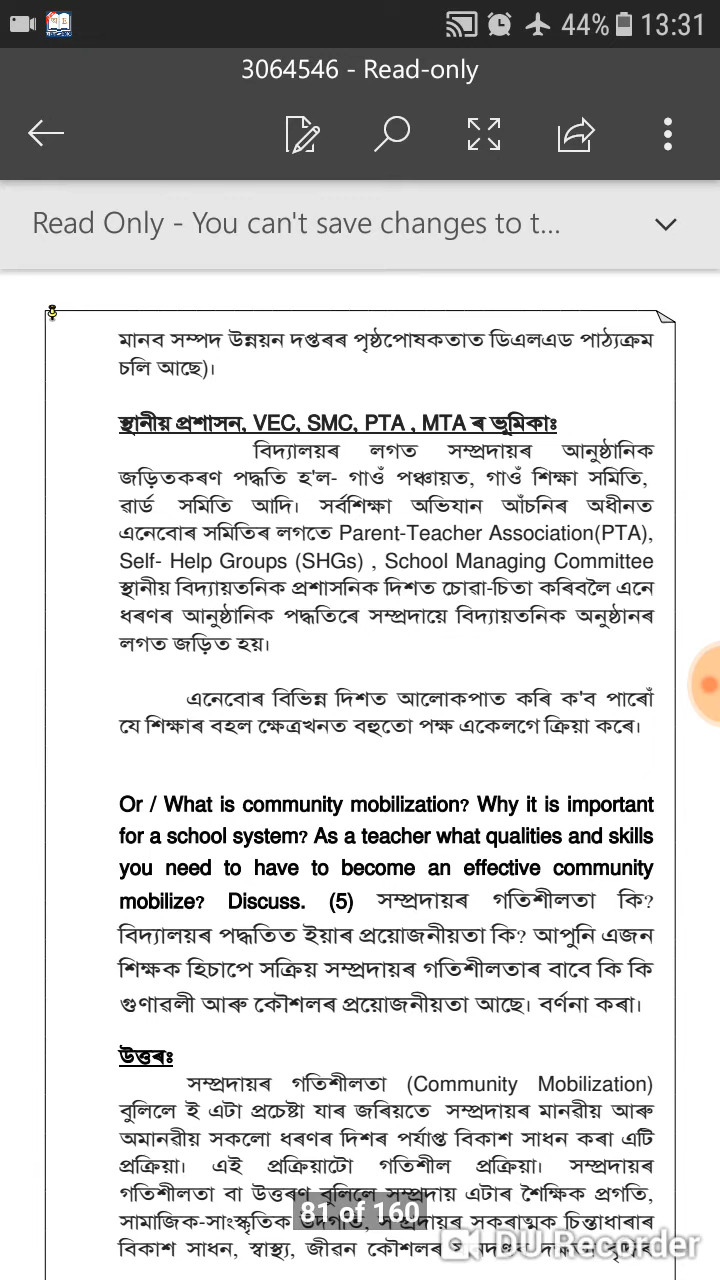 44% 13:31
3064546 - Read-only
Read Only - You can't save changes to t...
মানব সম্পদ উন্নয়ন দপ্তৰৰ পৃষ্ঠপোষকতাত ডিএলএড পাঠ্যক্ৰম
চলি আছে)।
স্থানীয় প্ৰশাসন, VEC, SMC, PTA , MTA ৰ ভূমিকাঃ
বিদ্যালয়ৰ লগত সম্প্ৰদায়ৰ আনুষ্ঠানিক
জড়িতকৰণ পদ্ধতি হ'ল- গাওঁ পঞ্চায়ত, গাওঁ শিক্ষা সমিতি,
ৱাৰ্ড সমিতি আদি। সৰ্বশিক্ষা অভিযান আঁচনিৰ অধীনত
এনেবোৰ সমিতিৰ লগতে Parent-Teacher Association(PTA),
Self- Help Groups (SHGs) , School Managing Committee
স্থানীয় বিদ্যায়তনিক প্ৰশাসনিক দিশত চোৱা-চিতা কৰিবলৈ এনে
ধৰণৰ আনুষ্ঠানিক পদ্ধতিৰে সম্প্ৰদায়ে বিদ্যায়তনিক অনুষ্ঠানৰ
লগত জড়িত হয়।
এনেবোৰ বিভিন্ন দিশত আলোকপাত কৰি ক'ব পাৰোঁ
যে শিক্ষাৰ বহল ক্ষেত্ৰখনত বহুতো পক্ষ একেলগে ক্ৰিয়া কৰে।
Or / What is community mobilization? Why it is important
for a school system? As a teacher what qualities and skills
you need to have to become an effective community
mobilize? Discuss. (5) সম্প্ৰদায়ৰ গতিশীলতা কি?
বিদ্যালয়ৰ পদ্ধতিত ইয়াৰ প্ৰয়োজনীয়তা কি? আপুনি এজন
শিক্ষক হিচাপে সক্ৰিয় সম্প্ৰদায়ৰ গতিশীলতাৰ বাবে কি কি
গুণাৱলী আৰু কৌশলৰ প্ৰয়োজনীয়তা আছে। বৰ্ণনা কৰা।
উত্তৰঃ
সম্প্ৰদায়ৰ গতিশীলতা (Community Mobilization)
বুলিলে ই এটা প্ৰচেষ্টা যাৰ জৰিয়তে সম্প্ৰদায়ৰ মানৱীয় আৰু
অমানৱীয় সকলো ধৰণৰ দিশৰ পৰ্যাপ্ত বিকাশ সাধন কৰা এটি
প্ৰক্ৰিয়া। এই প্ৰক্ৰিয়াটো গতিশীল প্ৰক্ৰিয়া। সম্প্ৰদায়ৰ
গতিশীলতা বা উত্তৰণ বুলিলে সম্প্ৰদায় এটাৰ শৈক্ষিক প্ৰগতি,
81 of 160
সামাজিক-সাংস্কৃতিক সকৰাত্মক চিন্তাধাৰাৰ
বিকাশ সাধন, স্বাস্থ্য, জীৱন কৌশলৰ
DU Recorder